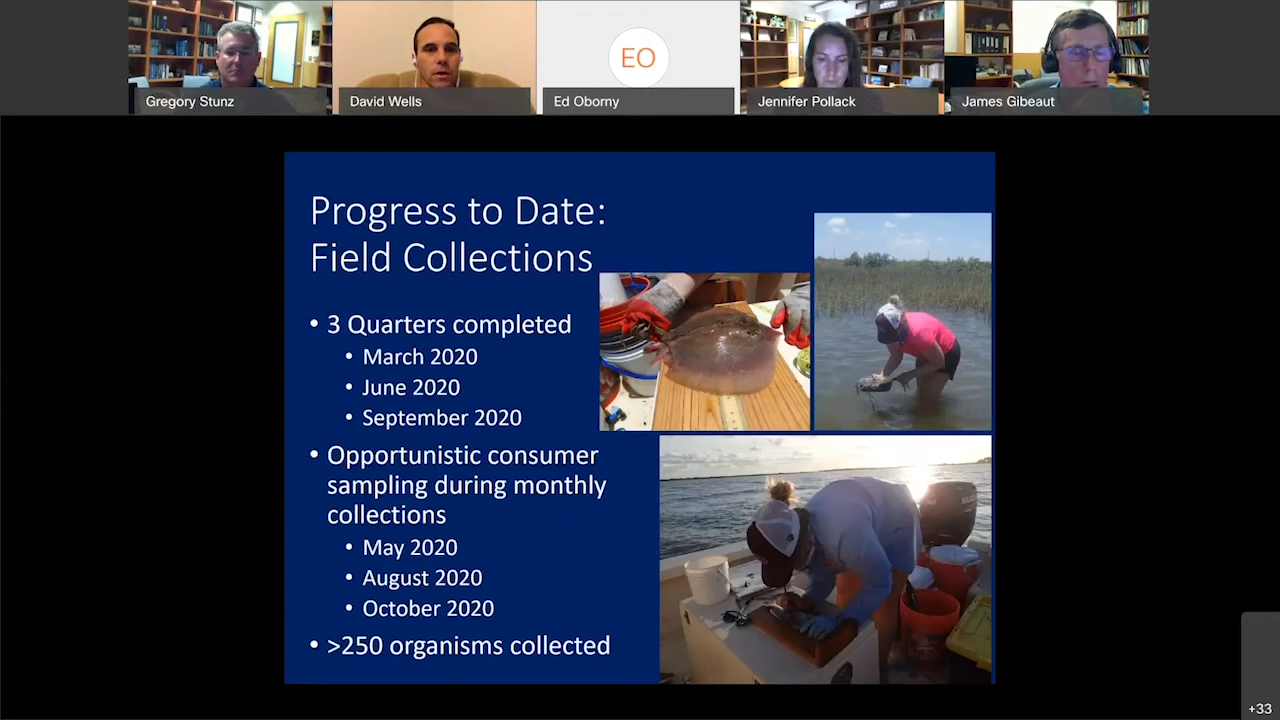 EO
Gregory Stunz
David Wells
Ed Oborny
Jennifer Pollack
James Gibeaut
Progress to Date:
Field Collections
• 3 Quarters completed
• March 2020
• June 2020
• September 2020
• Opportunistic consumer
sampling during monthly
collections
• May 2020
• August 2020
• October 2020
• >250 organisms collected
+33